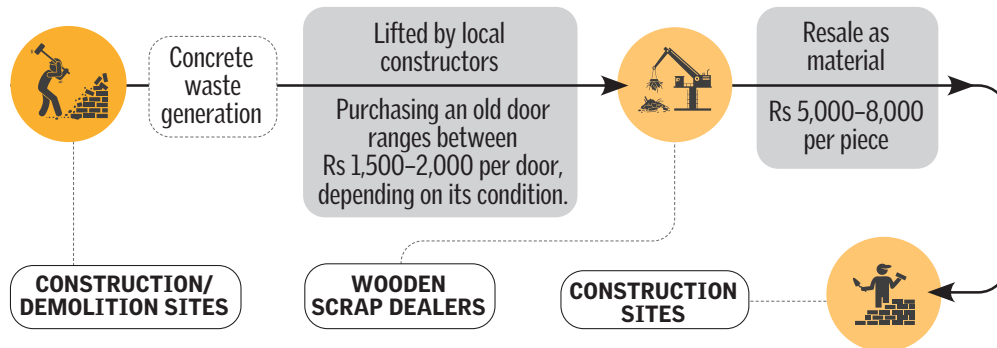 Concrete
waste
generation
Lifted by local
constructors
Purchasing an old door
ranges between
Rs 1,500–2,000 per door,
depending on its condition.
Resale as
material
Rs 5,000–8,000
per piece
CONSTRUCTION/
DEMOLITION SITES
WOODEN
SCRAP DEALERS
CONSTRUCTION
SITES